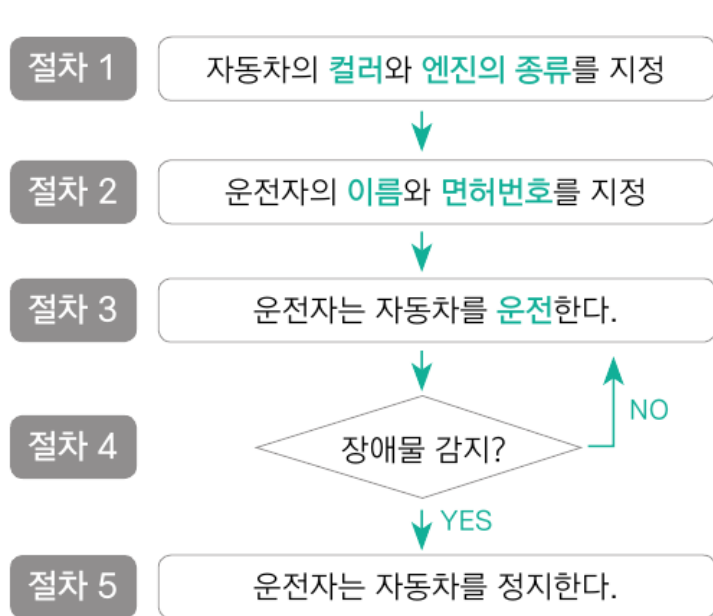 절차 1
자동차의 컬러와 엔진의 종류를 지정
절차 2
운전자의 이름와 면허번호를 지정
절차 3
운전자는 자동차를 운전한다.
NO
절차 4
장애물 감지?
YES
절차 5
운전자는 자동차를 정지한다.